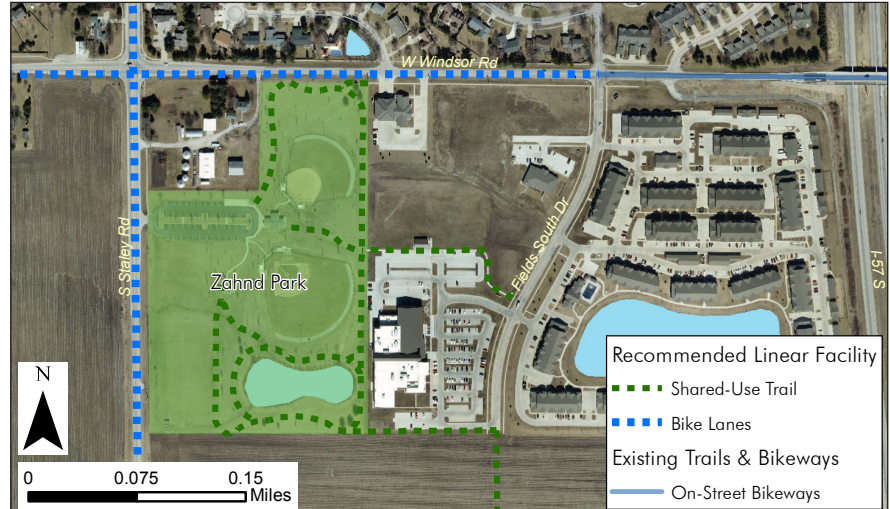 W Windsor Rd
S Staley Rd
Fields South Dr
I-57 S
Zahnd Park
N
0 0.075 0.15
Miles
Recommended Linear Facility
Shared-Use Trail
Bike Lanes
Existing Trails & Bikeways
On-Street Bikeways